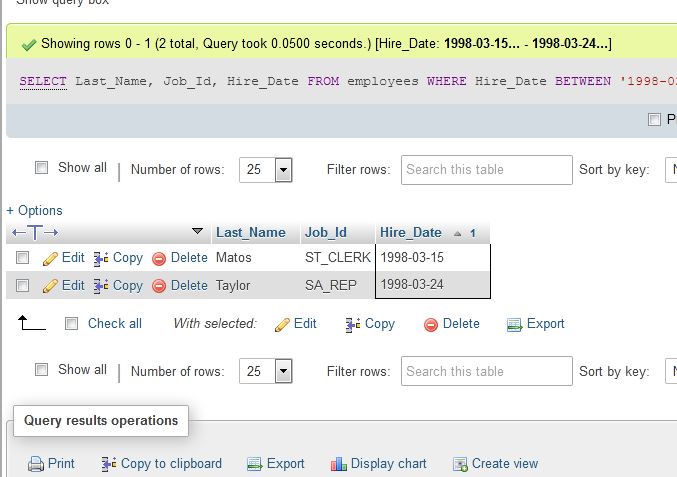 Show query box
Showing rows 0 - 1 (2 total, Query took 0.0500 seconds.) [Hire_Date: 1998-03-15... - 1998-03-24...]
SELECT Last_Name, Job_Id, Hire_Date FROM employees WHERE Hire_Date BETWEEN '1998-0
P
Show all | Number of rows: 25 Filter rows: Search this table Sort by key: N
+ Options
←T→ Last_Name Job_Id Hire_Date 1
Edit Copy Delete Matos ST_CLERK 1998-03-15
Edit Copy Delete Taylor SA_REP 1998-03-24
Check all With selected: Edit Copy Delete Export
Show all | Number of rows: 25 Filter rows: Search this table Sort by key: N
Query results operations
Print Copy to clipboard Export Display chart Create view